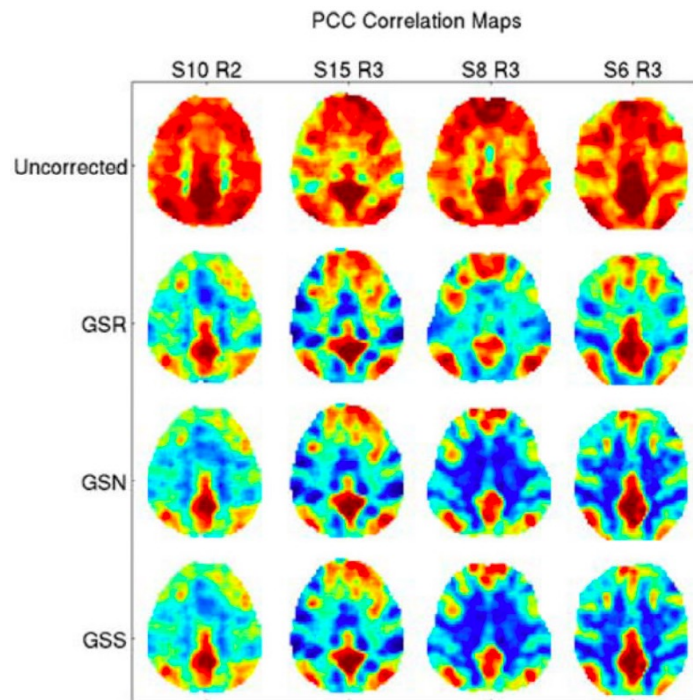 PCC Correlation Maps
S10 R2 S15 R3 S8 R3 S6 R3
Uncorrected
GSR
GSN
GSS